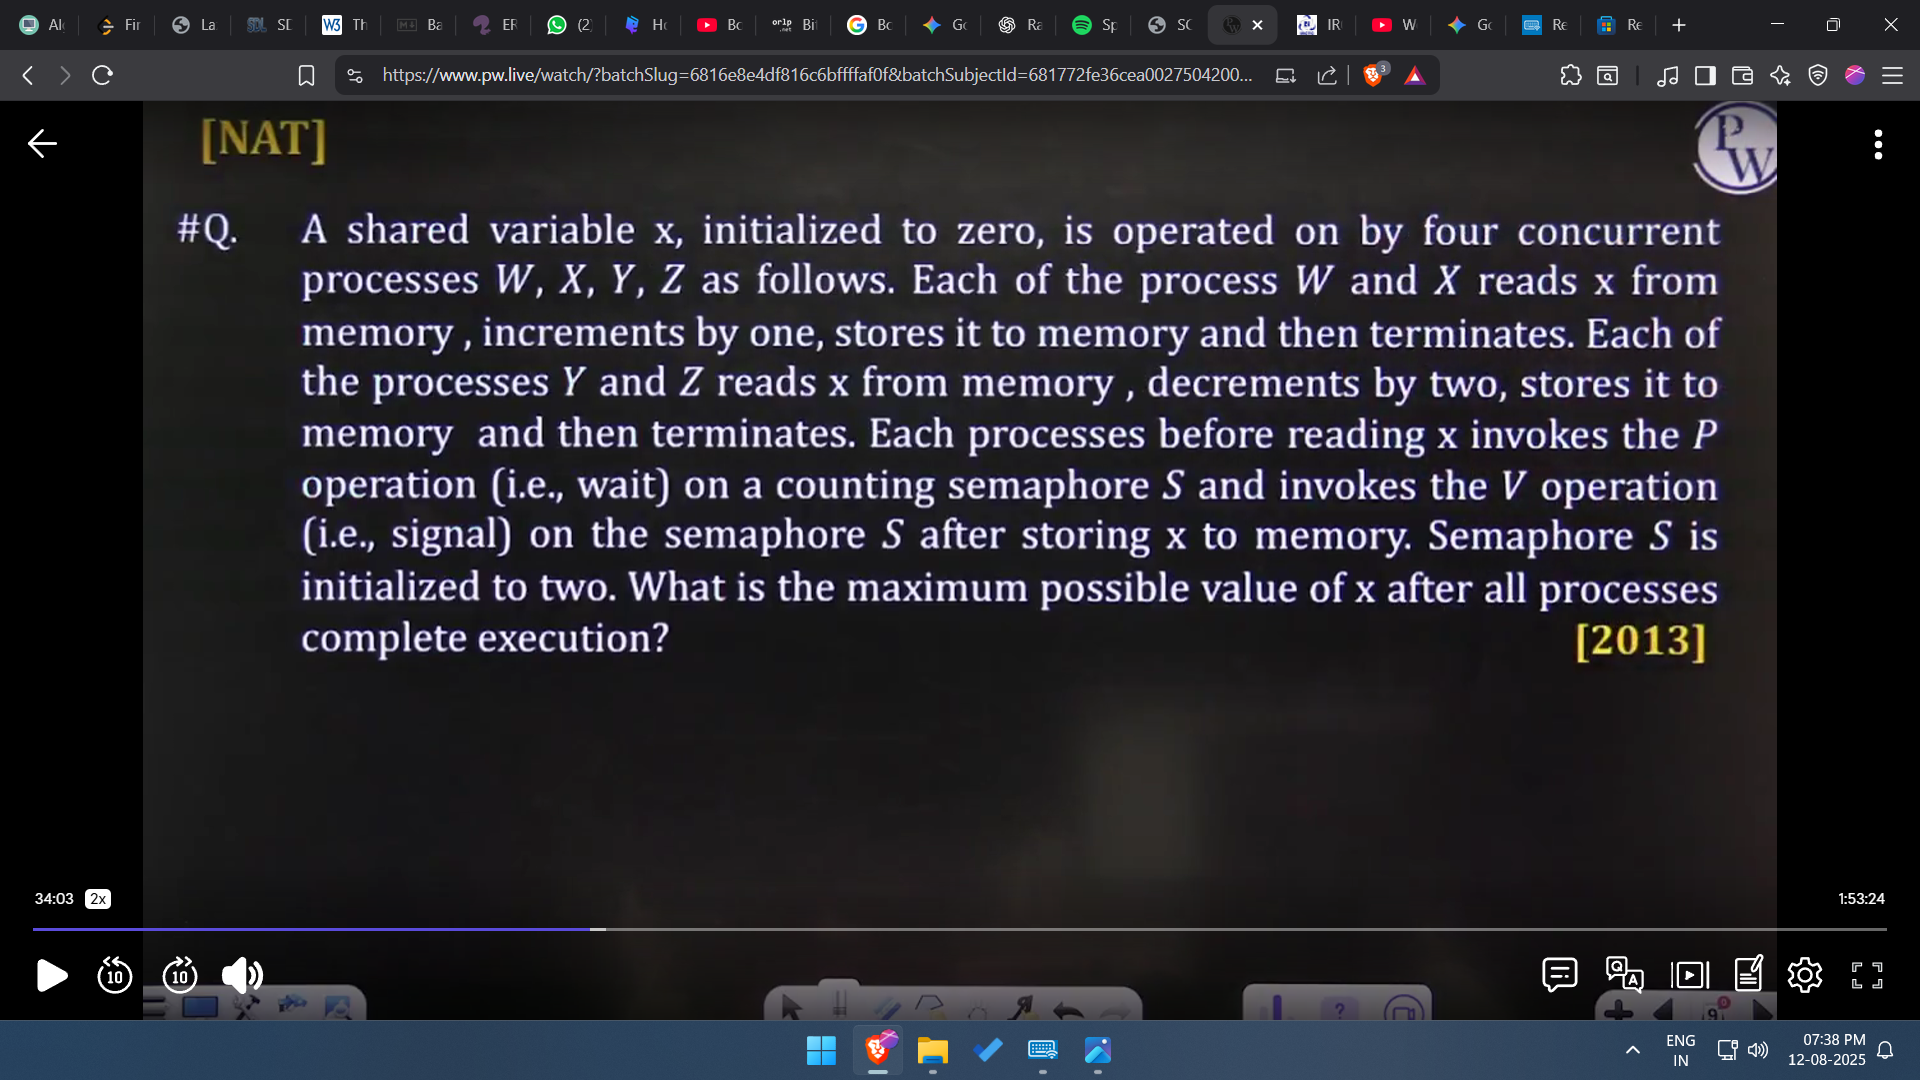 Al
Fir
La
SE
Th
Ba
EF
(2)
Ho
Bc
Bi
Bc
Gc
Ra
Sp
SC
IR
W
Gc
Re
Re
https://www.pw.live/watch/?batchSlug=6816e8e4df816c6bffffaf0f&batchSubjectId=681772fe36cea0027504200...
3
[NAT]
PW
#Q. A shared variable x, initialized to zero, is operated on by four concurrent
processes W, X, Y, Z as follows. Each of the process W and X reads x from
memory , increments by one, stores it to memory and then terminates. Each of
the processes Y and Z reads x from memory , decrements by two, stores it to
memory and then terminates. Each processes before reading x invokes the P
operation (i.e., wait) on a counting semaphore S and invokes the V operation
(i.e., signal) on the semaphore S after storing x to memory. Semaphore S is
initialized to two. What is the maximum possible value of x after all processes
complete execution? [2013]
34:03 2x
1:53:24
10
10
ENG
IN
07:38 PM
12-08-2025